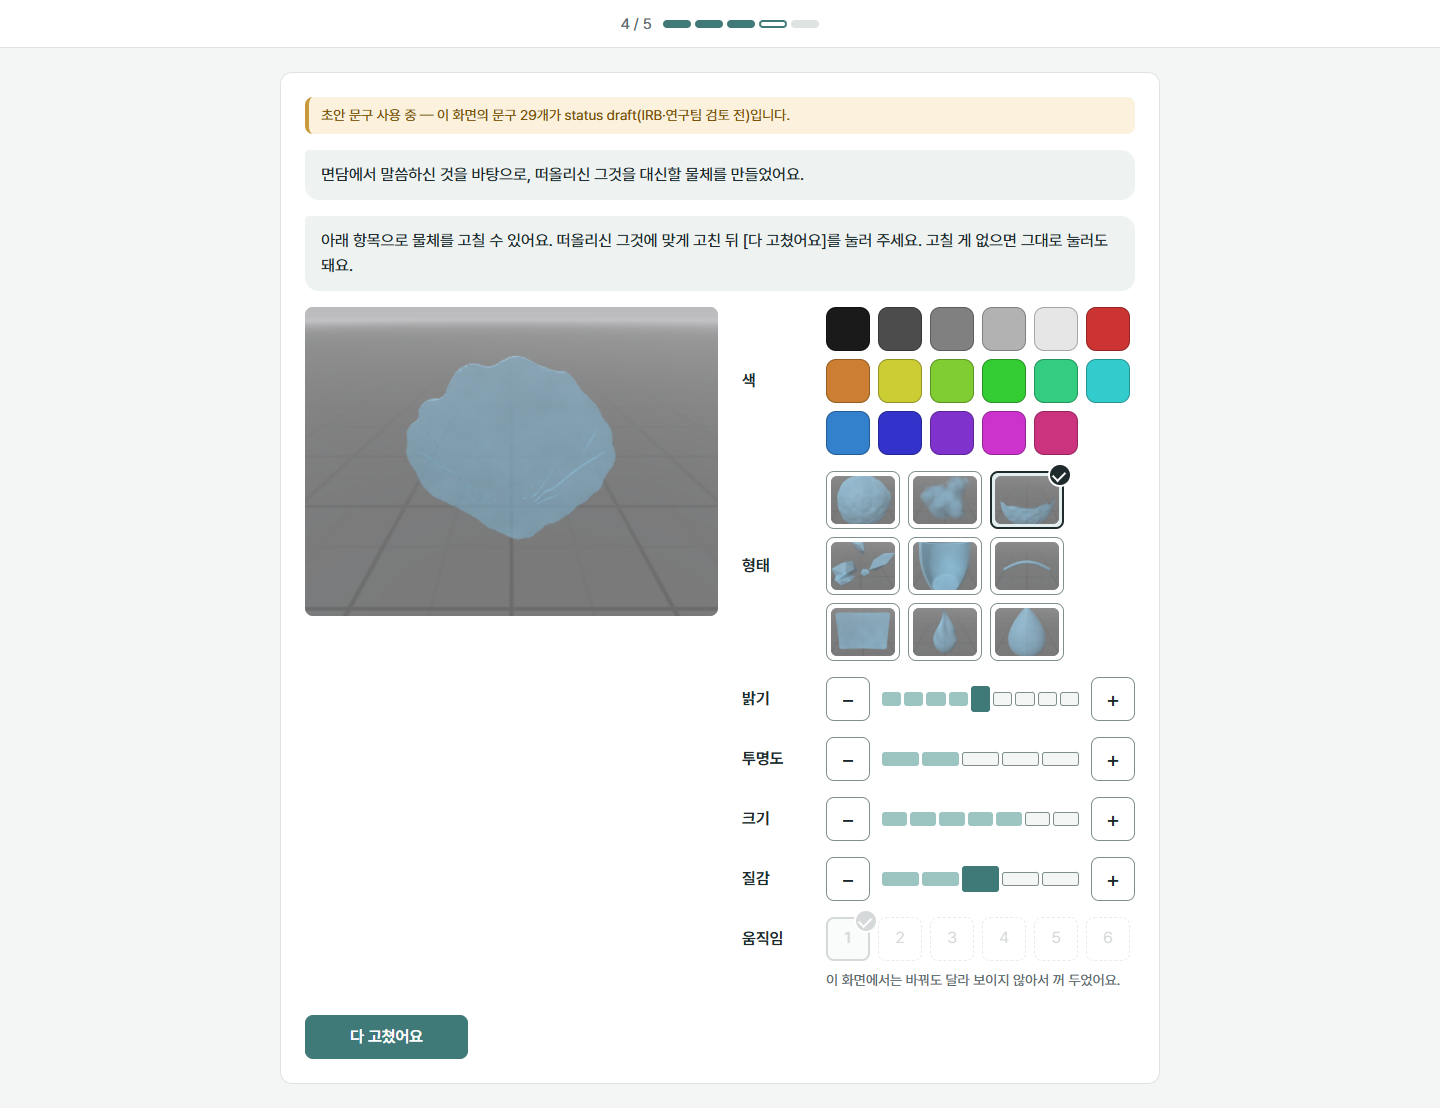 4 / 5
초안 문구 사용 중 — 이 화면의 문구 29개가 status draft(IRB·연구팀 검토 전)입니다.
면담에서 말씀하신 것을 바탕으로, 떠올리신 그것을 대신할 물체를 만들었어요.
아래 항목으로 물체를 고칠 수 있어요. 떠올리신 그것에 맞게 고친 뒤 [다 고쳤어요]를 눌러 주세요. 고칠 게 없으면 그대로 눌러도
돼요.
색
형태
밝기
−
+
투명도
−
+
크기
−
+
질감
−
+
움직임
1 2 3 4 5 6
이 화면에서는 바꿔도 달라 보이지 않아서 꺼 두었어요.
다 고쳤어요